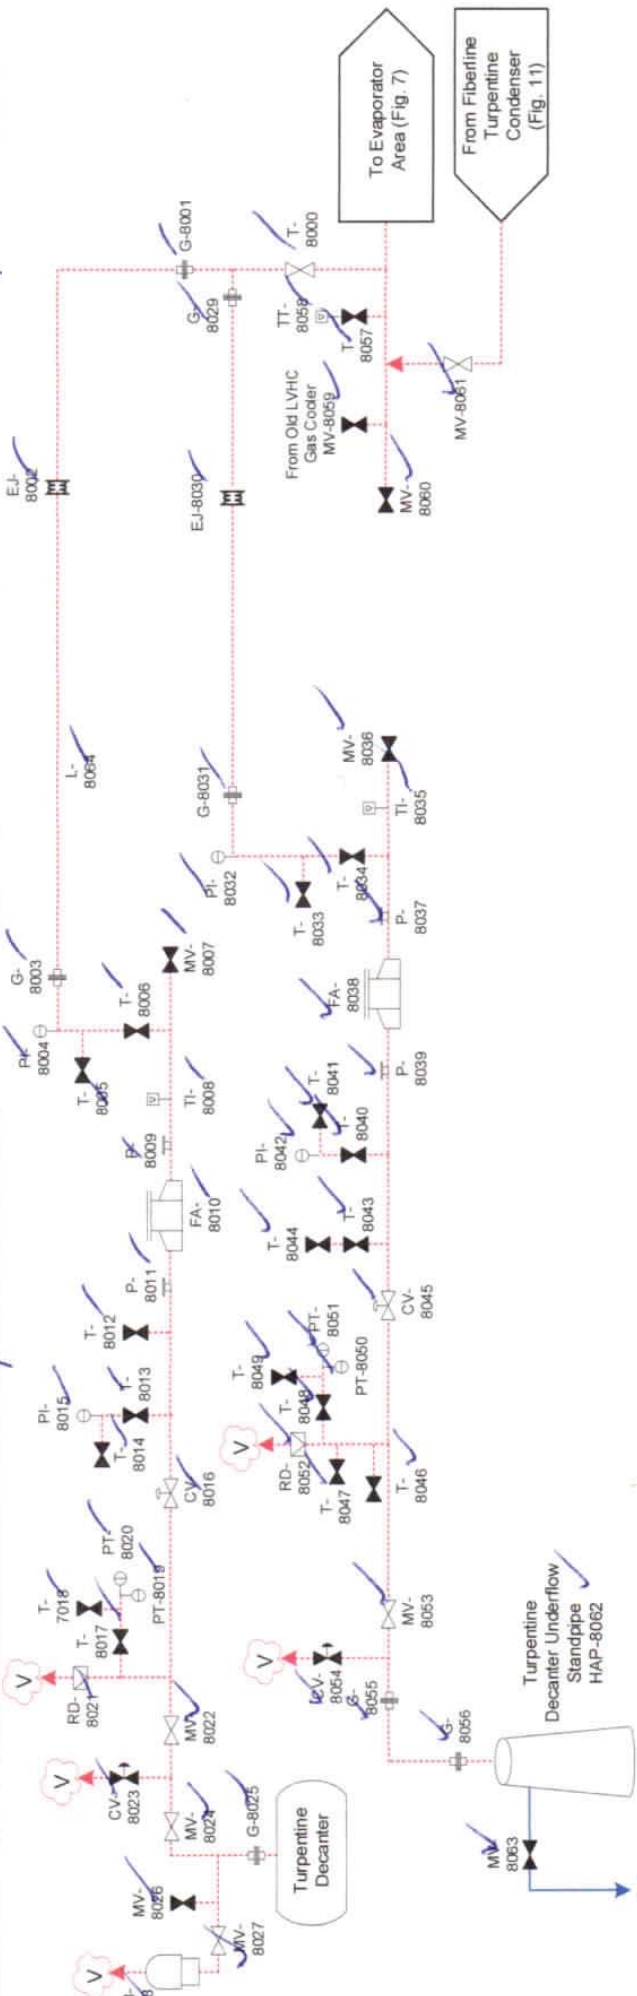 G-
8003
L-
8064
EJ-
8002
G-8001
PI-
8004
T-
8005
T-
8006
MV-
8007
V
V
V
RD-
8021
T-
8017
T-
7018
PT-
8020
PT-8019
PI-
8015
T-
8014
T-
8013
T-
8012
P-
8011
FA-
8010
P-
8009
TI-
8008
CV-
8023
MV-
8022
CV-
8016
MV-
8026
MV-
8024
MV-
8027
G-8025
Turpentine
Decanter
PI-
8032
G-8031
EJ-8030
G-
8029
T-
8033
T-
8034
T-
8000
V
V
RD-
8052
T-
8047
T-
8046
T-
8048
T-
8049
PT-
8051
PT-8050
T-
8044
T-
8043
PI-
8042
T-
8041
T-
8040
CV-
8054
G-
8055
MV-
8053
CV-
8045
P-
8039
FA-
8038
P-
8037
TI-
8035
MV-
8036
From Old LVHC
Gas Cooler
MV-8059
MV-
8060
TT-
8058
T-
8057
MV-8061
To Evaporator
Area (Fig. 7)
From Fiberline
Turpentine
Condenser
(Fig. 11)
G-
8056
MV-
8063
Turpentine
Decanter Underflow
Standpipe
HAP-8062